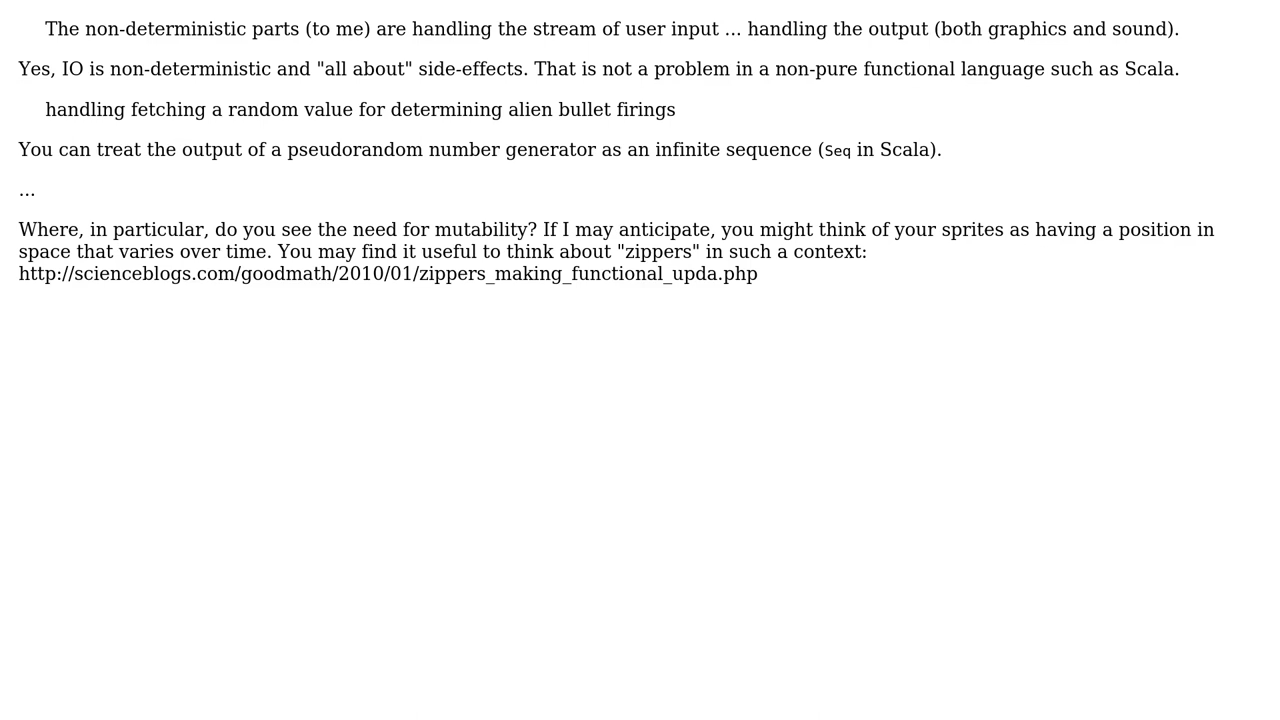 The non-deterministic parts (to me) are handling the stream of user input ... handling the output (both graphics and sound).
Yes, IO is non-deterministic and "all about" side-effects. That is not a problem in a non-pure functional language such as Scala.
handling fetching a random value for determining alien bullet firings
You can treat the output of a pseudorandom number generator as an infinite sequence (Seq in Scala).
...
Where, in particular, do you see the need for mutability? If I may anticipate, you might think of your sprites as having a position in
space that varies over time. You may find it useful to think about "zippers" in such a context:
http://scienceblogs.com/goodmath/2010/01/zippers_making_functional_upda.php